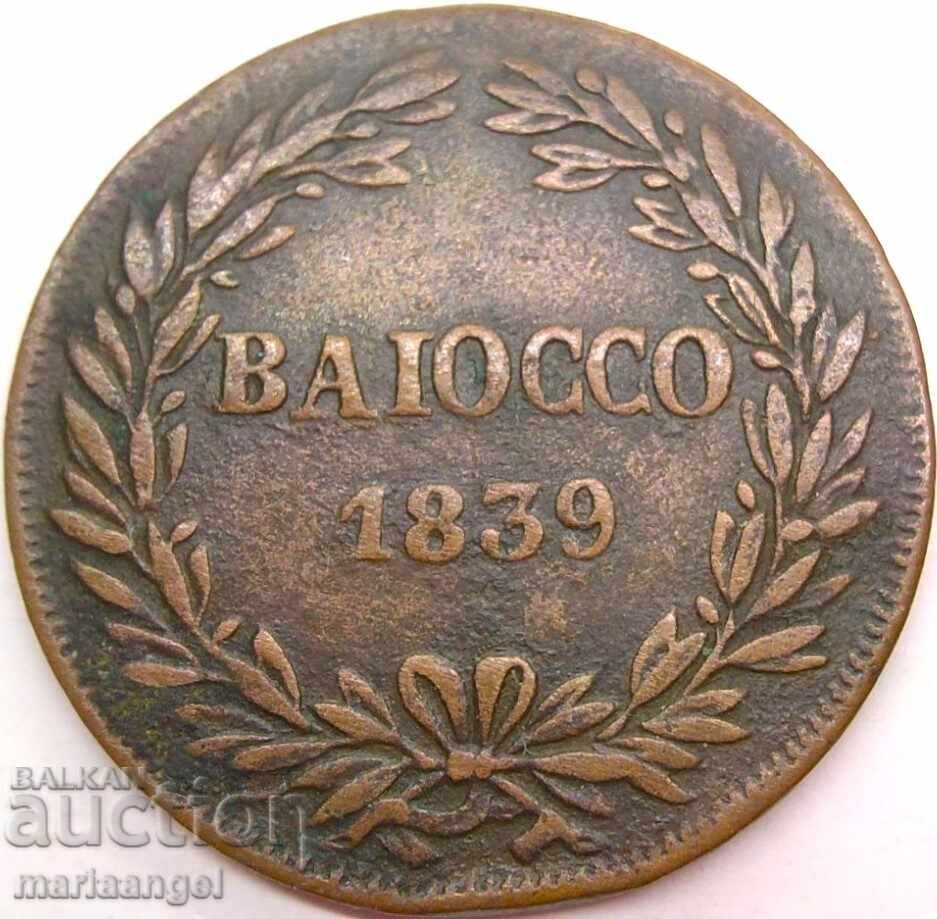 BAIOCCO
1839
BALKAN
auction
mariaangel